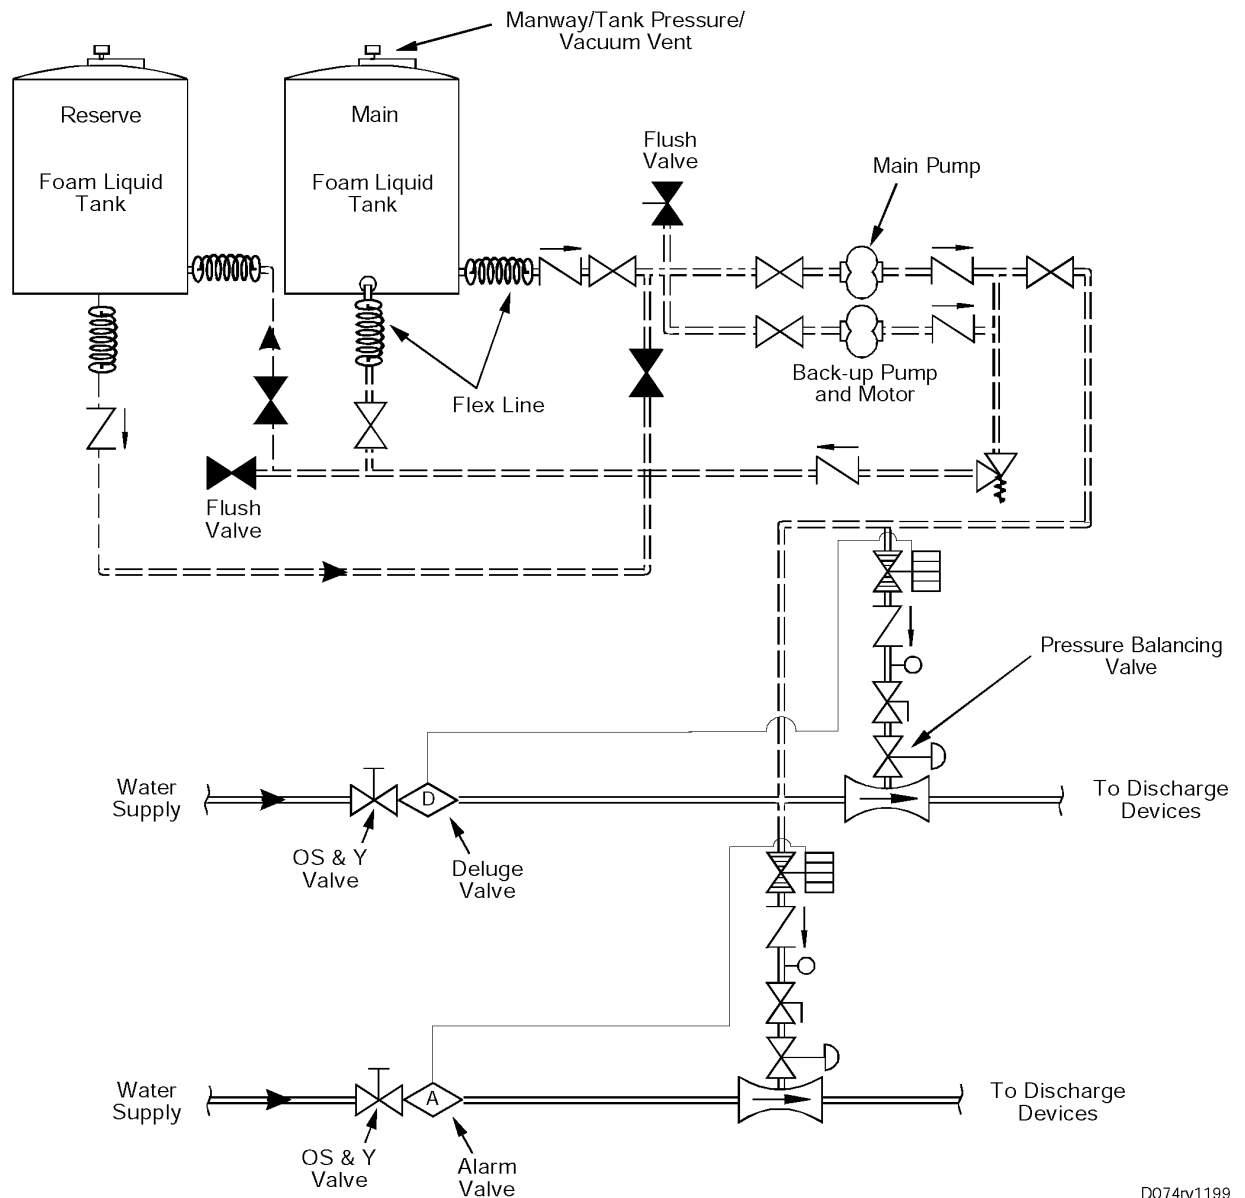 Manway/Tank Pressure/
Vacuum Vent
Reserve
Foam Liquid
Tank
Main
Foam Liquid
Tank
Flush
Valve
Main Pump
Back-up Pump
and Motor
Flex Line
Flush
Valve
Pressure Balancing
Valve
Water
Supply
D
To Discharge
Devices
OS & Y
Valve
Deluge
Valve
Water
Supply
A
To Discharge
Devices
OS & Y
Valve
Alarm
Valve
D074rv1199